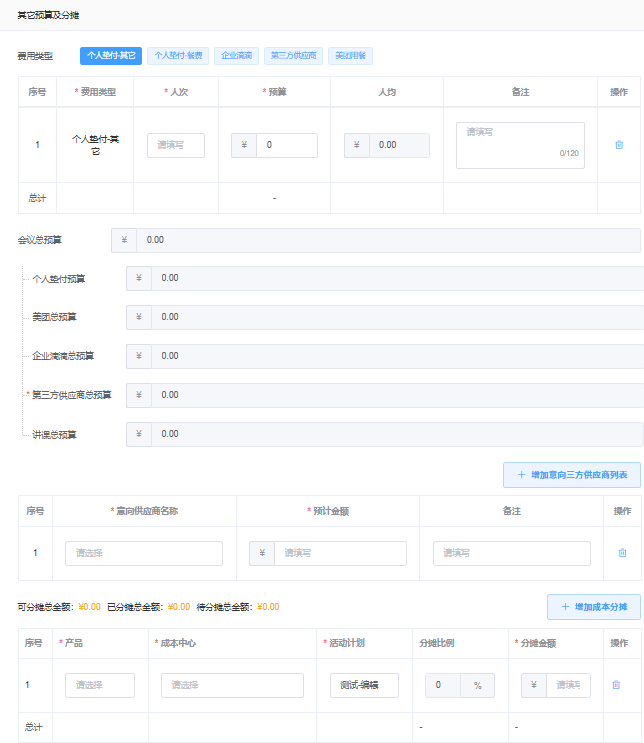 其它预算及分摊
费用类型 个人垫付-其它 个人垫付-餐费 企业滴滴 第三方供应商 美团用餐
序号 * 费用类型 * 人次 * 预算 人均 备注 操作
1 个人垫付-其它 请填写 ¥ 0 ¥ 0.00 请填写 0/120
总计 -
会议总预算 ¥ 0.00
个人垫付预算 ¥ 0.00
美团总预算 ¥ 0.00
企业滴滴总预算 ¥ 0.00
* 第三方供应商总预算 ¥ 0.00
讲课总预算 ¥ 0.00
+ 增加意向三方供应商列表
序号 * 意向供应商名称 * 预计金额 备注 操作
1 请选择 ¥ 请填写 请填写
可分摊总金额: ¥0.00 已分摊总金额: ¥0.00 待分摊总金额: ¥0.00 + 增加成本分摊
序号 * 产品 * 成本中心 * 活动计划 分摊比例 * 分摊金额 操作
1 请选择 请选择 测试-编辑 0 % ¥ 请填写
总计 - -